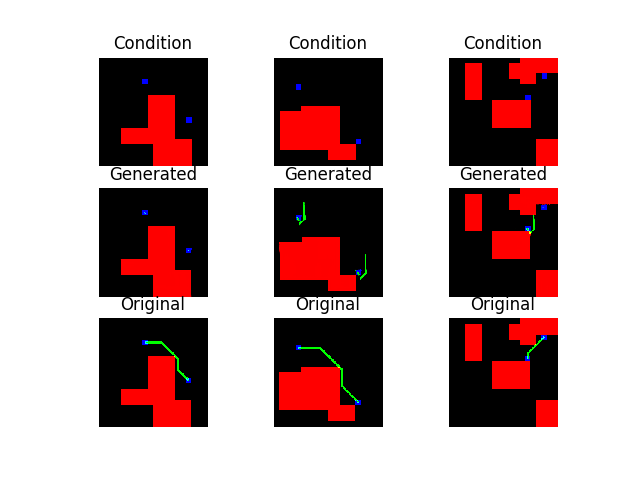 Condition Condition Condition
Generated Generated Generated
Original Original Original